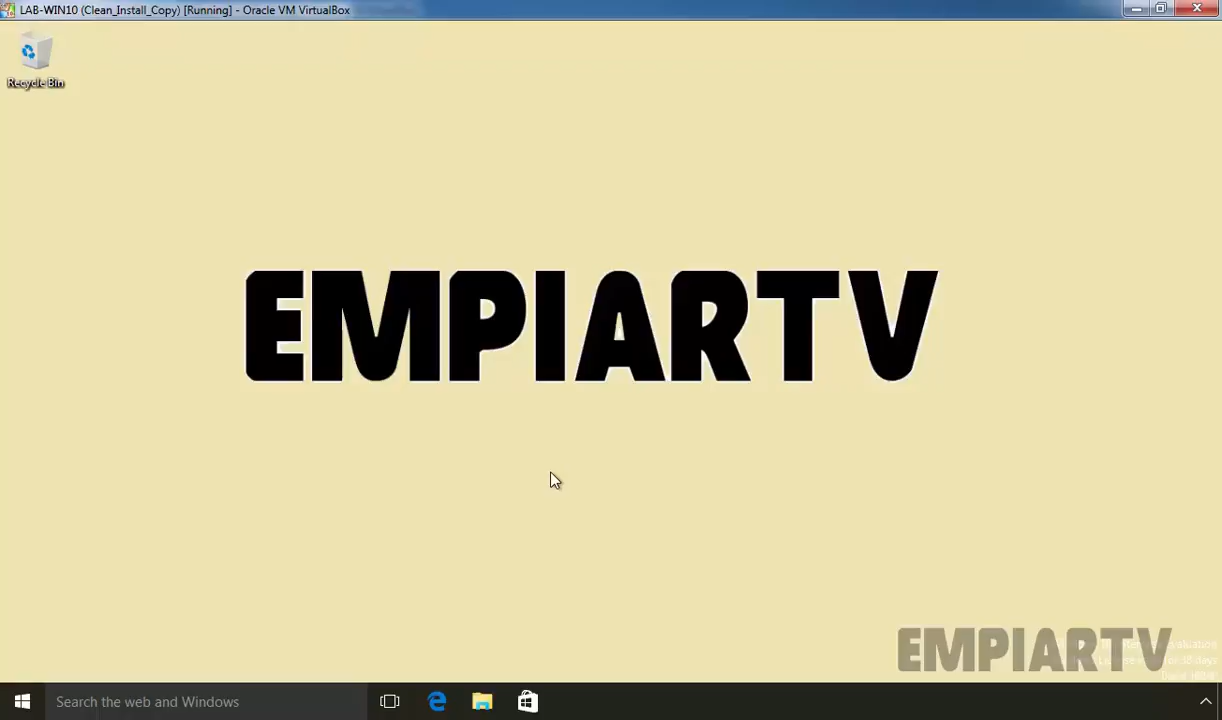 LAB-WIN10 (Clean_Install_Copy) [Running] - Oracle VM VirtualBox
Recycle Bin
EMPIARTV
EMPIARTV
Search the web and Windows